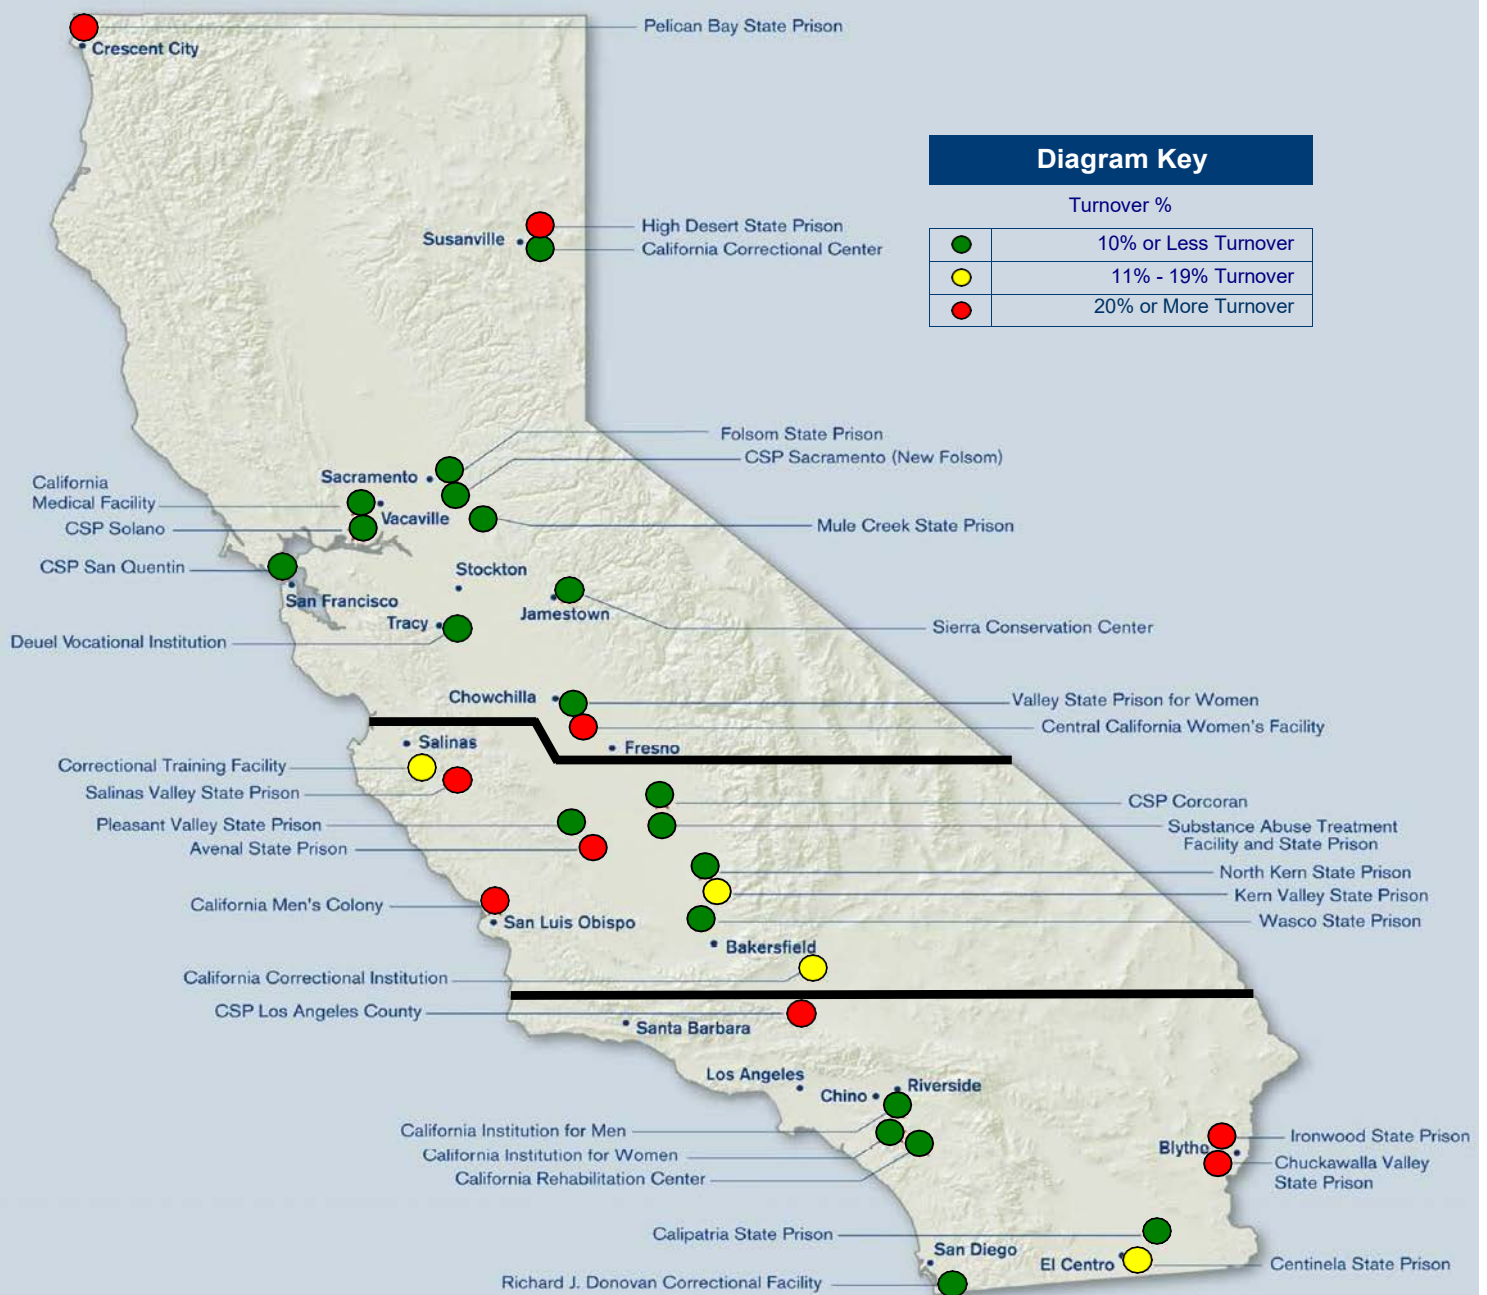 Pelican Bay State Prison
Crescent City
Diagram Key
Turnover %
10% or Less Turnover
11% - 19% Turnover
20% or More Turnover
High Desert State Prison
Susanville
California Correctional Center
Folsom State Prison
CSP Sacramento (New Folsom)
Sacramento
California
Medical Facility
Vacaville
CSP Solano
Mule Creek State Prison
CSP San Quentin
Stockton
San Francisco
Jamestown
Tracy
Sierra Conservation Center
Deuel Vocational Institution
Chowchilla
Valley State Prison for Women
Central California Women's Facility
Salinas
Fresno
Correctional Training Facility
Salinas Valley State Prison
CSP Corcoran
Pleasant Valley State Prison
Substance Abuse Treatment
Facility and State Prison
Avenal State Prison
North Kern State Prison
Kern Valley State Prison
California Men's Colony
San Luis Obispo
Wasco State Prison
Bakersfield
California Correctional Institution
CSP Los Angeles County
Santa Barbara
Los Angeles
Riverside
Chino
California Institution for Men
Ironwood State Prison
Blythe
California Institution for Women
Chuckawalla Valley
State Prison
California Rehabilitation Center
Calipatria State Prison
San Diego
El Centro
Centinela State Prison
Richard J. Donovan Correctional Facility